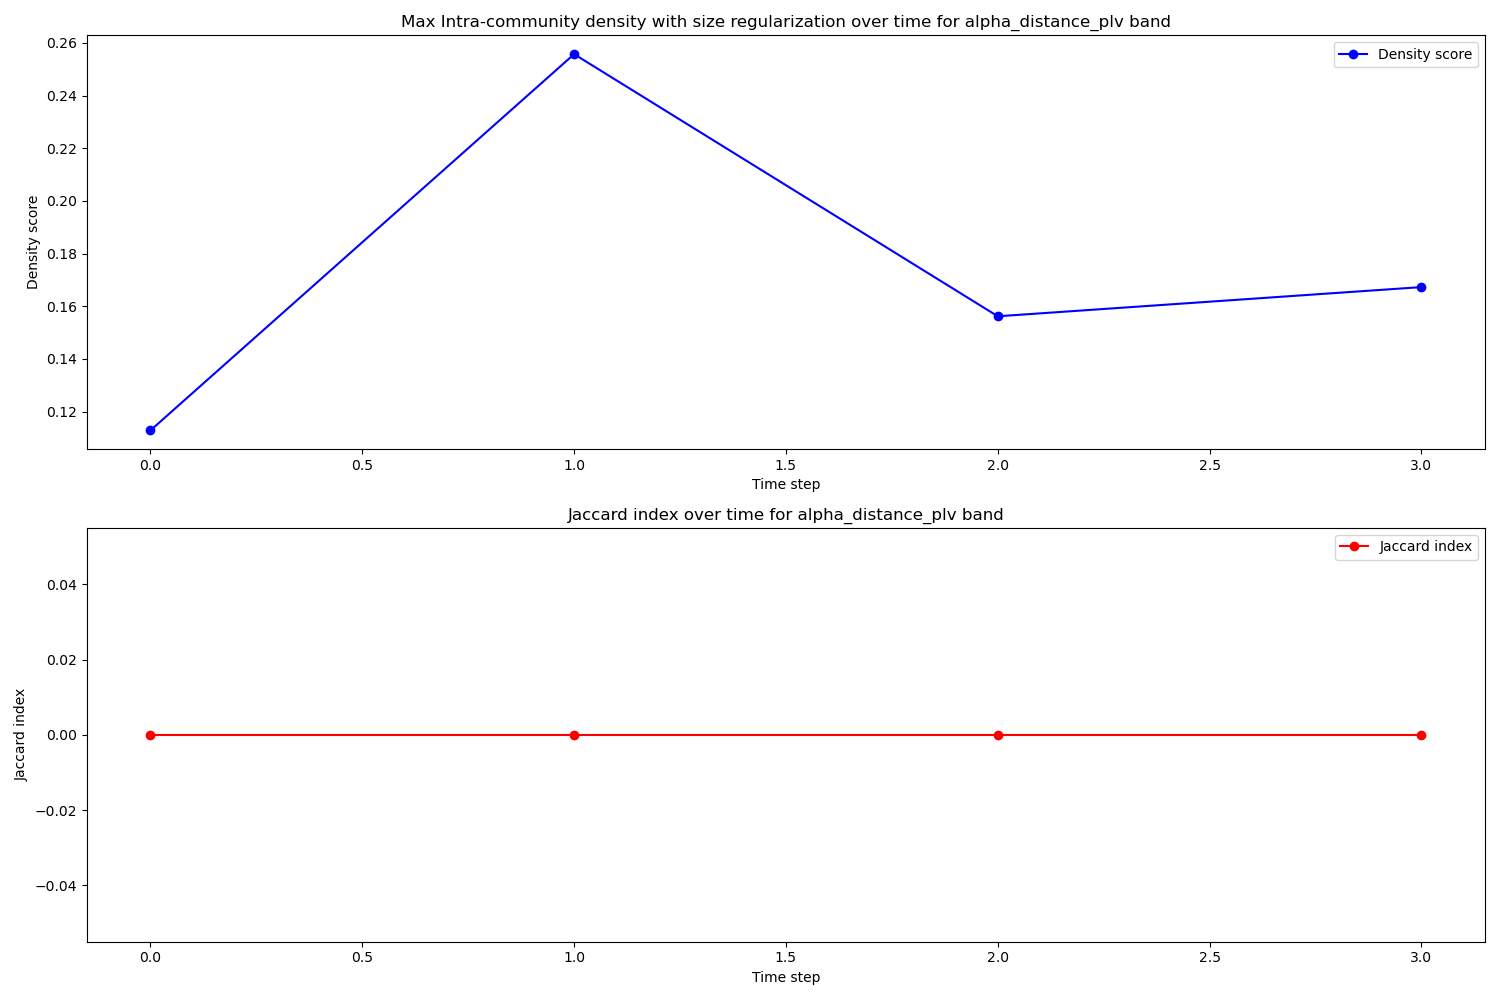 Max Intra-community density with size regularization over time for alpha_distance_plv band
0.26
0.24
0.22
0.20
0.18
0.16
0.14
0.12
Density score
Density score
0.0 0.5 1.0 1.5 2.0 2.5 3.0
Time step
Jaccard index over time for alpha_distance_plv band
0.04
0.02
0.00
−0.02
−0.04
Jaccard index
Jaccard index
0.0 0.5 1.0 1.5 2.0 2.5 3.0
Time step